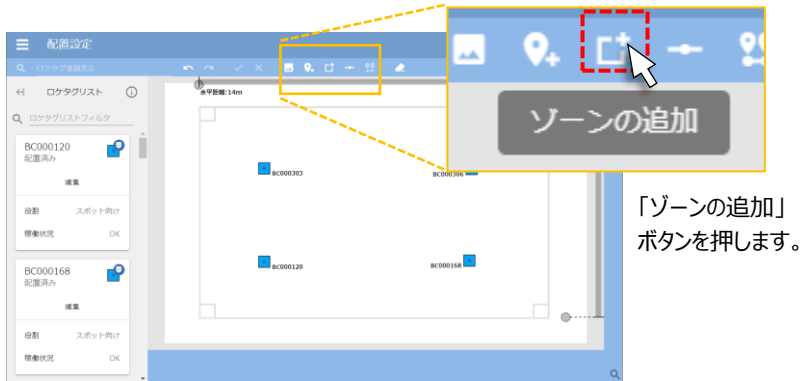 配置設定
ロケタグ強調表示
ロケタグリスト
ロケタグリストフィルタ
BC000120
配置済み
編集
役割 スポット向け
稼働状況 OK
BC000168
配置済み
編集
役割 スポット向け
稼働状況 OK
水平距離:14m
BC000303
BC000306
BC000120
BC000168
ゾーンの追加
「ゾーンの追加」
ボタンを押します。